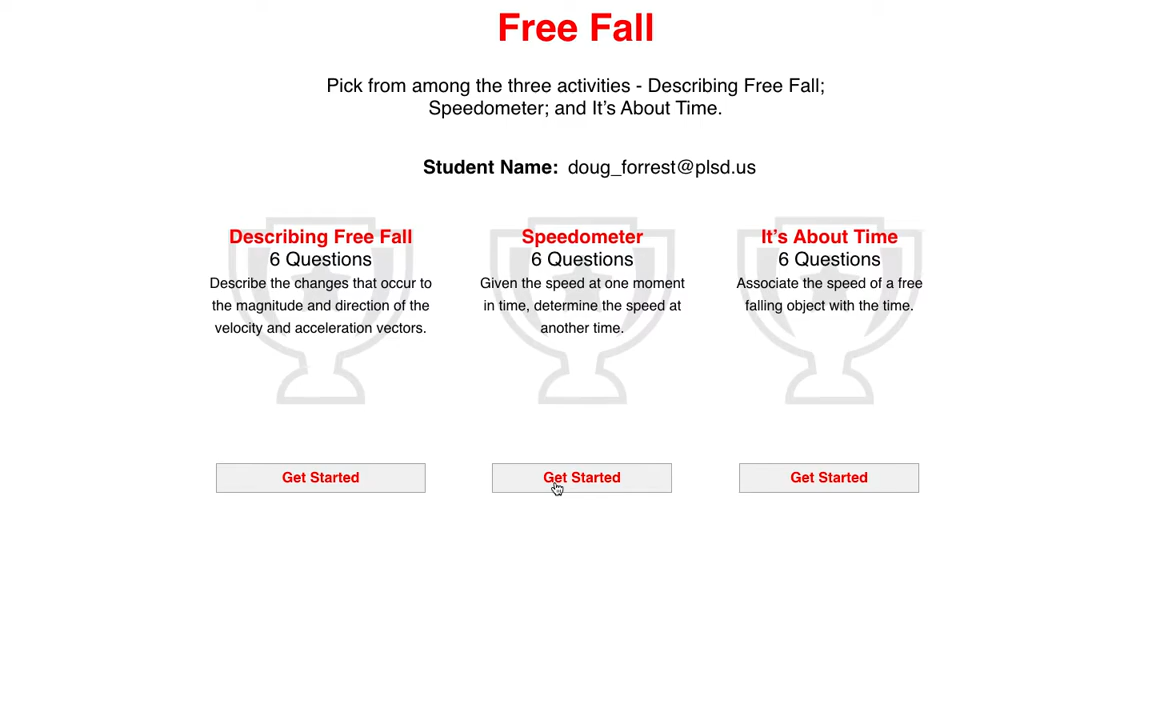 Free Fall
Pick from among the three activities - Describing Free Fall;
Speedometer; and It's About Time.
Student Name: doug_forrest@plsd.us
Describing Free Fall
6 Questions
Describe the changes that occur to
the magnitude and direction of the
velocity and acceleration vectors.
Get Started
Speedometer
6 Questions
Given the speed at one moment
in time, determine the speed at
another time.
Get Started
It's About Time
6 Questions
Associate the speed of a free
falling object with the time.
Get Started